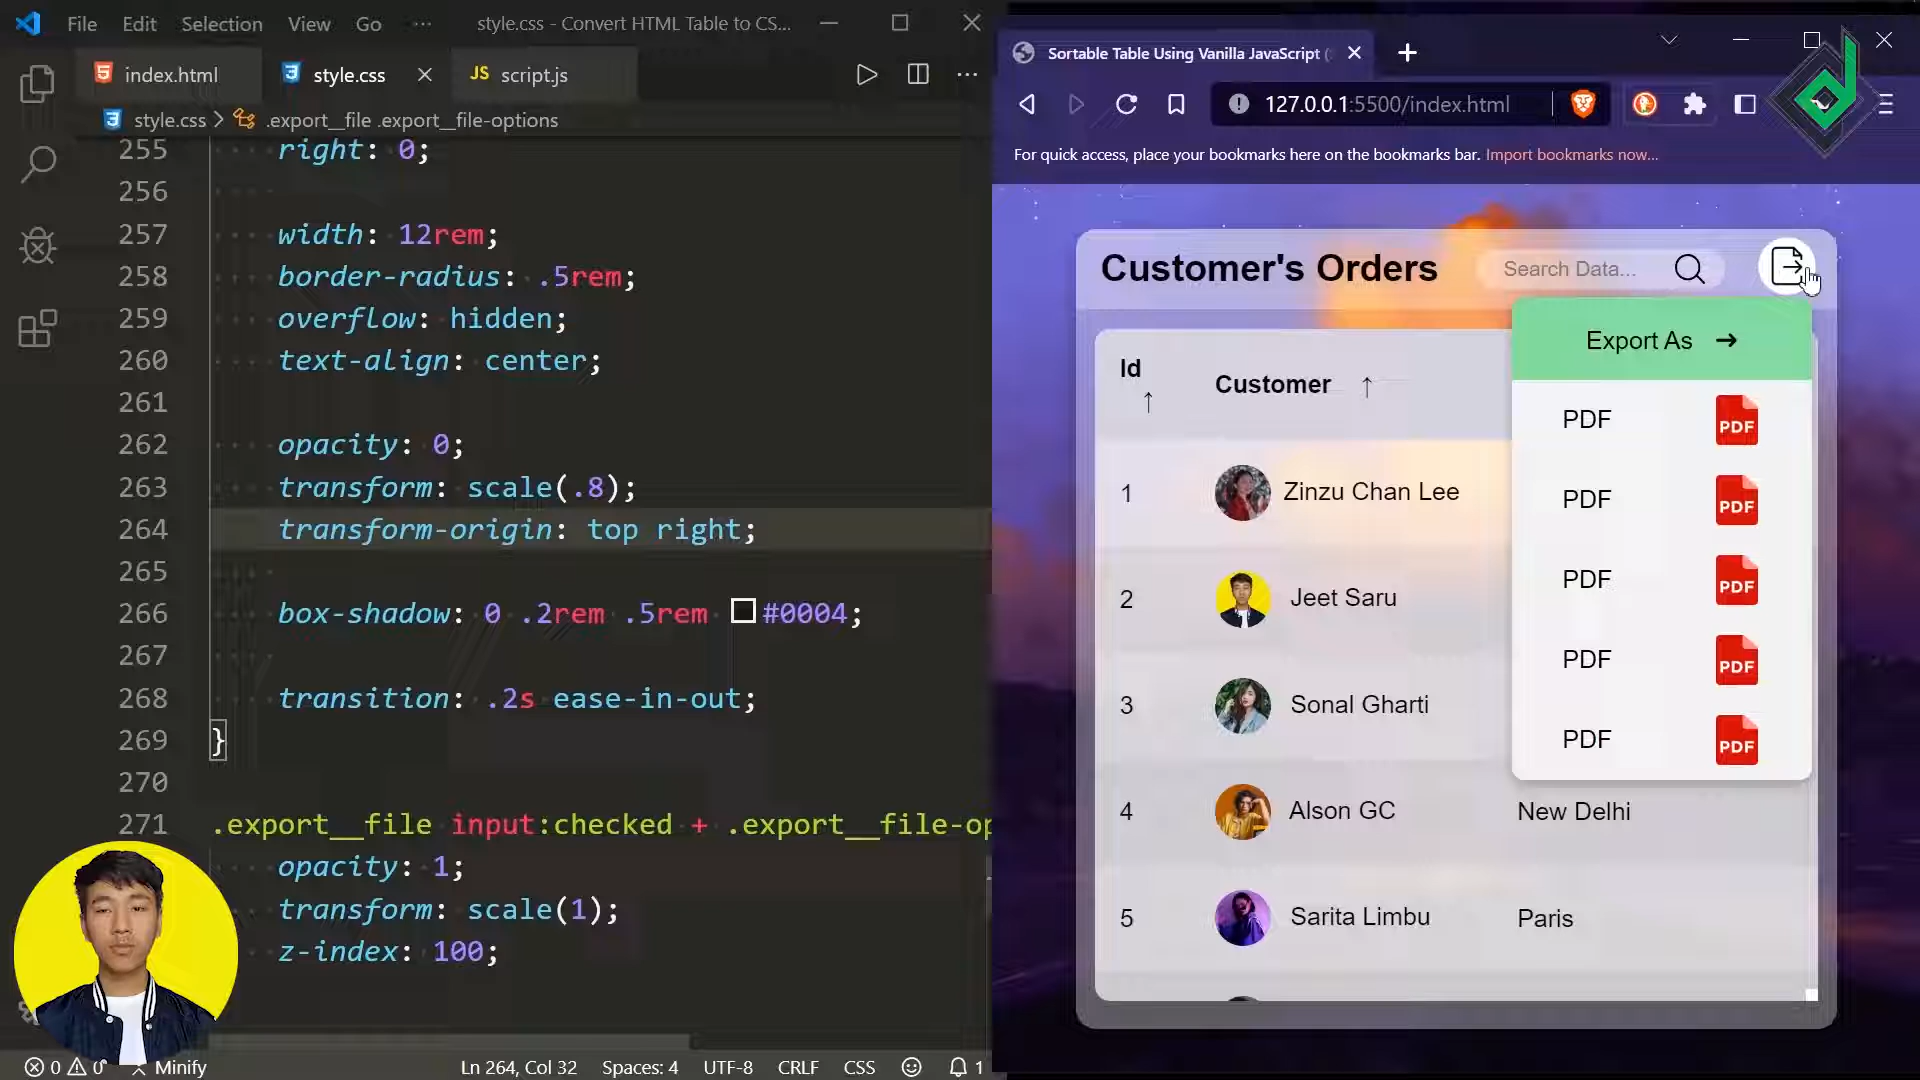 File Edit Selection View Go ··· style.css - Convert HTML Table to CS...
index.html style.css JS script.js
style.css > .export__file .export__file-options
255 right: 0;
256
257 width: 12rem;
258 border-radius: .5rem;
259 overflow: hidden;
260 text-align: center;
261
262 opacity: 0;
263 transform: scale(.8);
264 transform-origin: top right;
265
266 box-shadow: 0 .2rem .5rem #0004;
267
268 transition: .2s ease-in-out;
269 }
270
271 .export__file input:checked + .export__file-op
opacity: 1;
transform: scale(1);
z-index: 100;
0 0 Minify Ln 264, Col 32 Spaces: 4 UTF-8 CRLF CSS 1
Sortable Table Using Vanilla JavaScript (
127.0.0.1:5500/index.html
For quick access, place your bookmarks here on the bookmarks bar. Import bookmarks now...
Customer's Orders Search Data...
Export As →
Id ↑ Customer ↑
PDF PDF
PDF PDF
PDF PDF
PDF PDF
PDF PDF
1 Zinzu Chan Lee
2 Jeet Saru
3 Sonal Gharti
4 Alson GC New Delhi
5 Sarita Limbu Paris